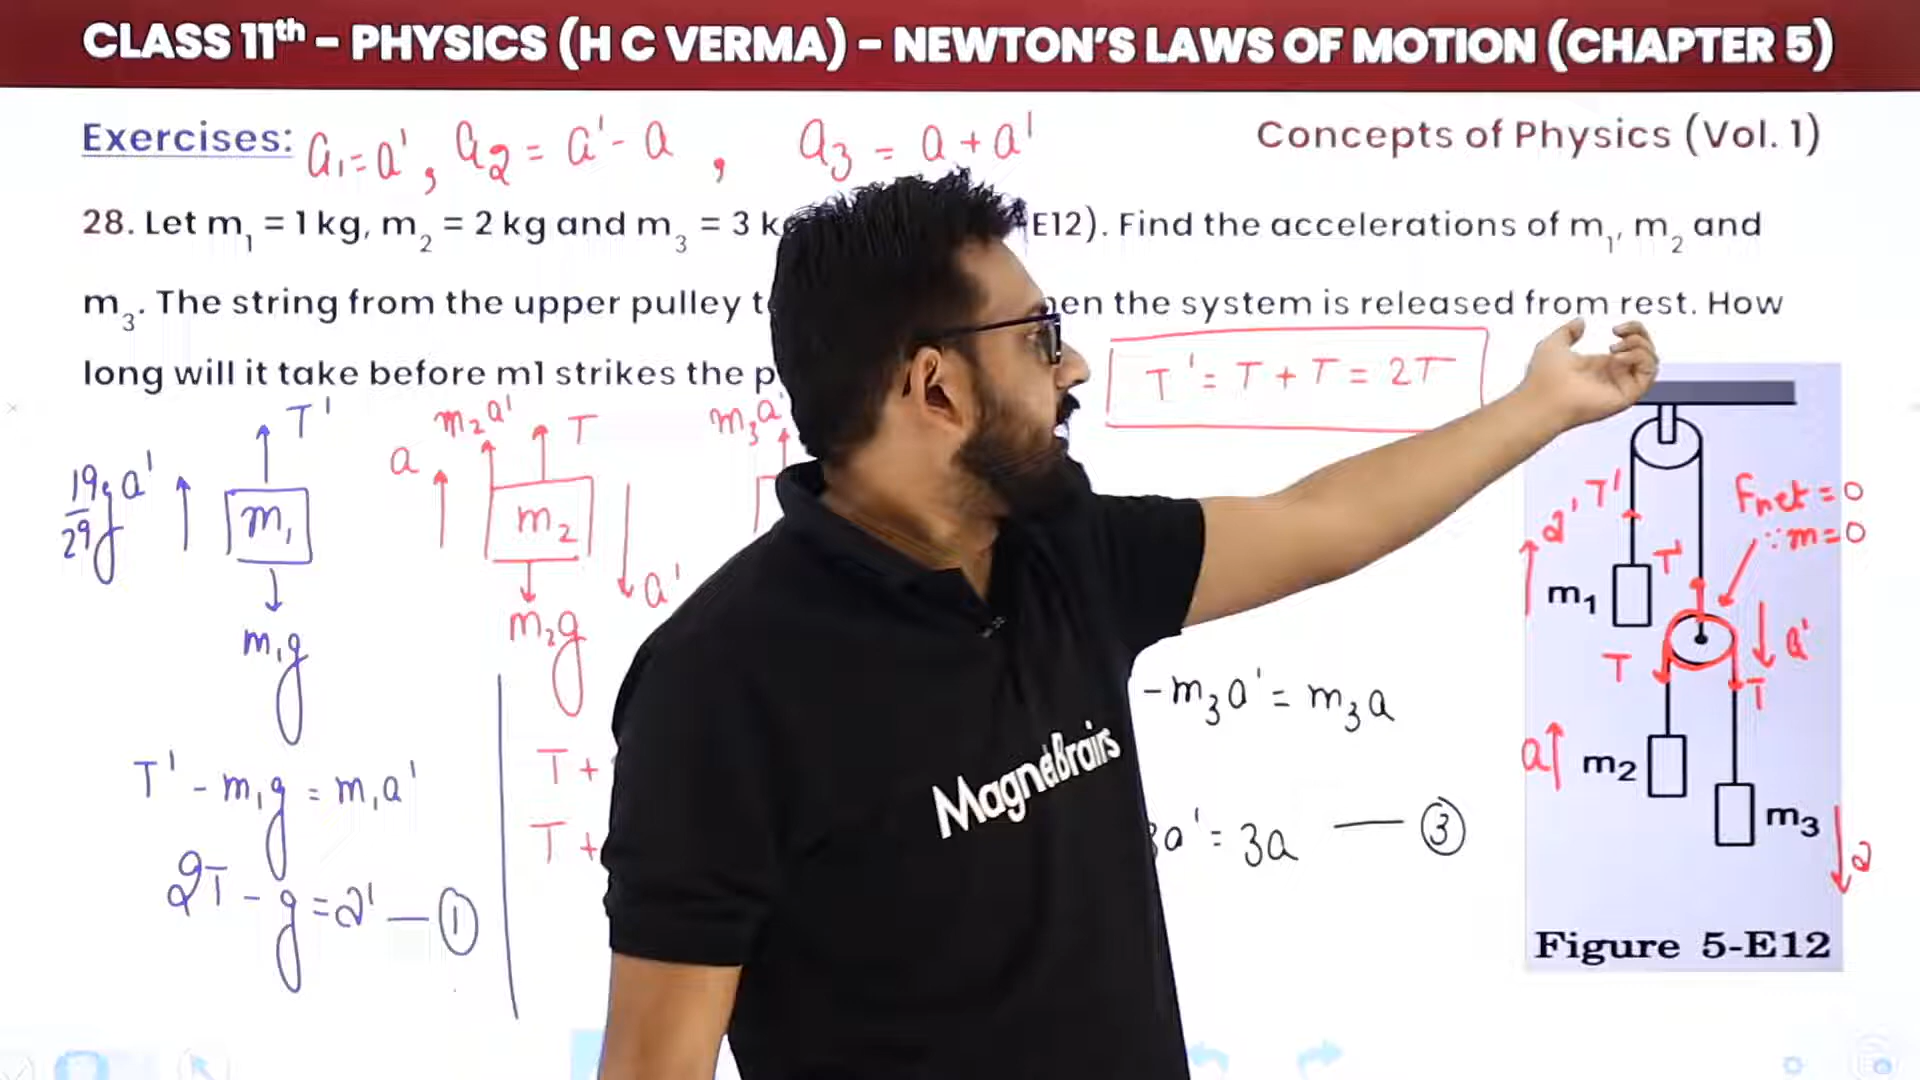 CLASS 11th – PHYSICS (H C VERMA) – NEWTON'S LAWS OF MOTION (CHAPTER 5)
Exercises: a1 = a' , a2 = a' - a , a3 = a + a'
Concepts of Physics (Vol. 1)
28. Let m1 = 1 kg, m2 = 2 kg and m3 = 3 k E12). Find the accelerations of m1, m2 and
m3. The string from the upper pulley t en the system is released from rest. How
long will it take before m1 strikes the p
T' = T + T = 2T
T'
m2a'
T
m3a'
a
19g/29 a'
m1
m2
a'
m1g
m2g
T' - m1g = m1a'
2T - g = a' — ①
T +
T +
- m3a' = m3a
3a' = 3a — ③
MagnetBrains
Fnet = 0
∵ m = 0
a' T'
T'
m1
a'
T
T
a
m2
m3
a
Figure 5-E12